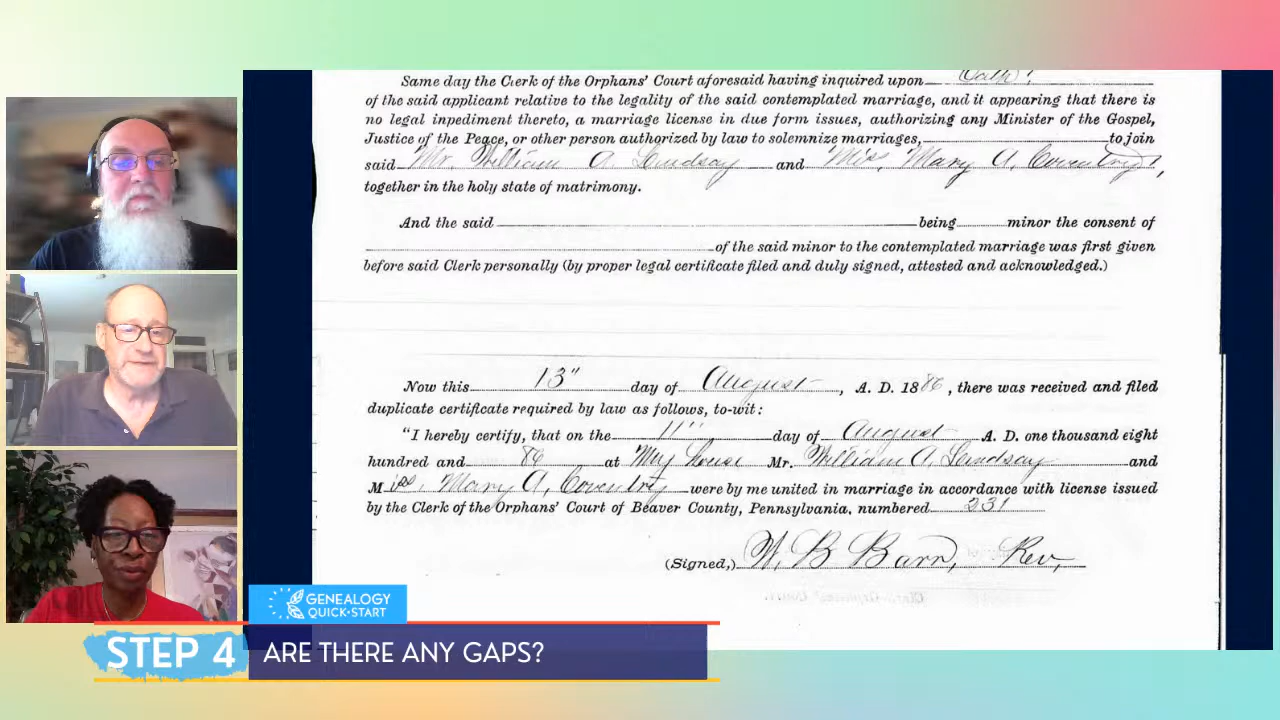 Same day the Clerk of the Orphans' Court aforesaid having inquired upon Oath
of the said applicant relative to the legality of the said contemplated marriage, and it appearing that there is
no legal inpediment thereto, a marriage license in due form issues, authorizing any Minister of the Gospel,
Justice of the Peace, or other person authorized by law to solemnize marriages, to join
said Mr. William A. Lindsay and Miss, Mary A, Coventry,
together in the holy state of matrimony.
And the said being minor the consent of
of the said minor to the contemplated marriage was first given
before said Clerk personally (by proper legal certificate filed and duly signed, attested and acknowledged.)
Now this 13" day of August, A. D. 1886, there was received and filed
duplicate certificate required by law as follows, to-wit:
"I hereby certify, that on the 11" day of August A. D. one thousand eight
hundred and 86 at My house Mr. William A. Lindsay and
Miss, Mary A, Coventry were by me united in marriage in accordance with license issued
by the Clerk of the Orphans' Court of Beaver County, Pennsylvania, numbered 231
(Signed,) W. B. Barn, Rev,
GENEALOGY
QUICK★START
STEP 4 ARE THERE ANY GAPS?